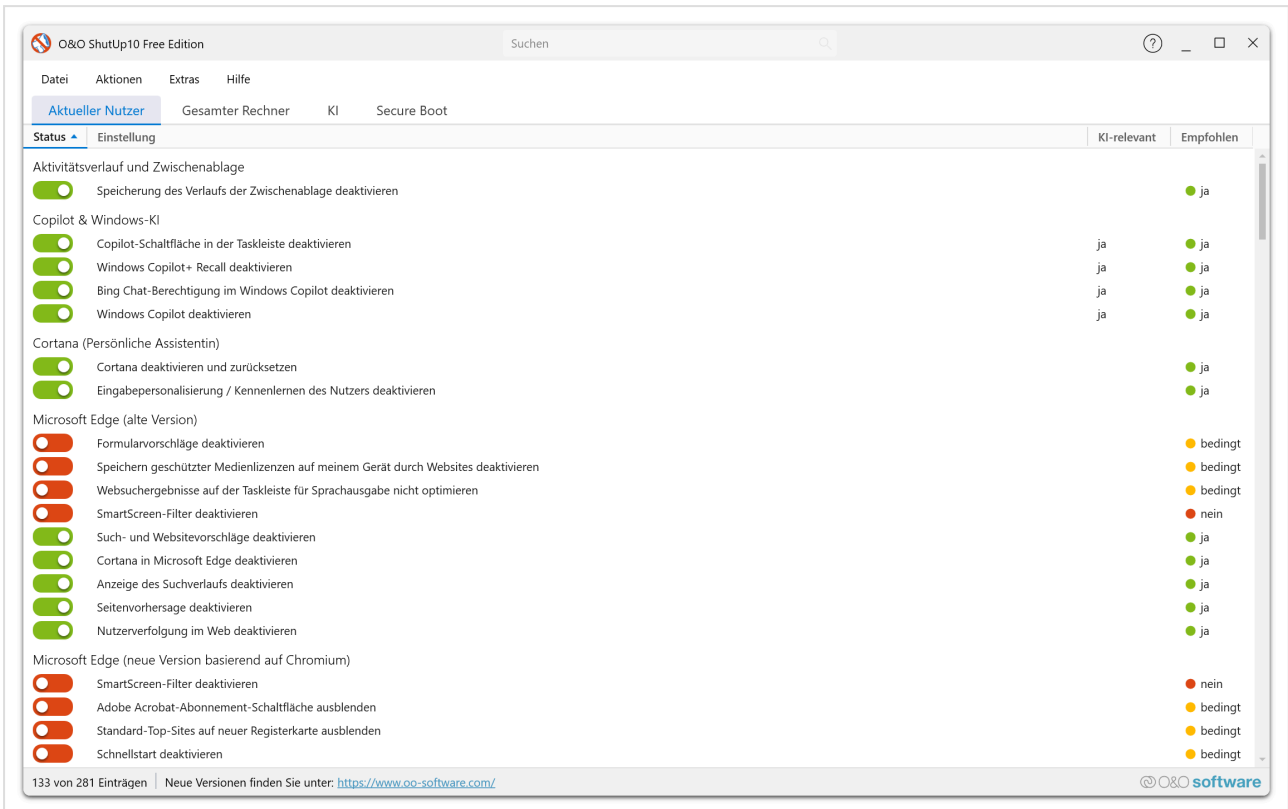 O&O ShutUp10 Free Edition
Suchen
Datei Aktionen Extras Hilfe
Aktueller Nutzer Gesamter Rechner KI Secure Boot
Status Einstellung KI-relevant Empfohlen
Aktivitätsverlauf und Zwischenablage
Speicherung des Verlaufs der Zwischenablage deaktivieren ja
Copilot & Windows-KI
Copilot-Schaltfläche in der Taskleiste deaktivieren ja ja
Windows Copilot+ Recall deaktivieren ja ja
Bing Chat-Berechtigung im Windows Copilot deaktivieren ja ja
Windows Copilot deaktivieren ja ja
Cortana (Persönliche Assistentin)
Cortana deaktivieren und zurücksetzen ja
Eingabepersonalisierung / Kennenlernen des Nutzers deaktivieren ja
Microsoft Edge (alte Version)
Formularvorschläge deaktivieren bedingt
Speichern geschützter Medienlizenzen auf meinem Gerät durch Websites deaktivieren bedingt
Websuchergebnisse auf der Taskleiste für Sprachausgabe nicht optimieren bedingt
SmartScreen-Filter deaktivieren nein
Such- und Websitevorschläge deaktivieren ja
Cortana in Microsoft Edge deaktivieren ja
Anzeige des Suchverlaufs deaktivieren ja
Seitenvorhersage deaktivieren ja
Nutzerverfolgung im Web deaktivieren ja
Microsoft Edge (neue Version basierend auf Chromium)
SmartScreen-Filter deaktivieren nein
Adobe Acrobat-Abonnement-Schaltfläche ausblenden bedingt
Standard-Top-Sites auf neuer Registerkarte ausblenden bedingt
Schnellstart deaktivieren bedingt
133 von 281 Einträgen Neue Versionen finden Sie unter: https://www.oo-software.com/ O&O software